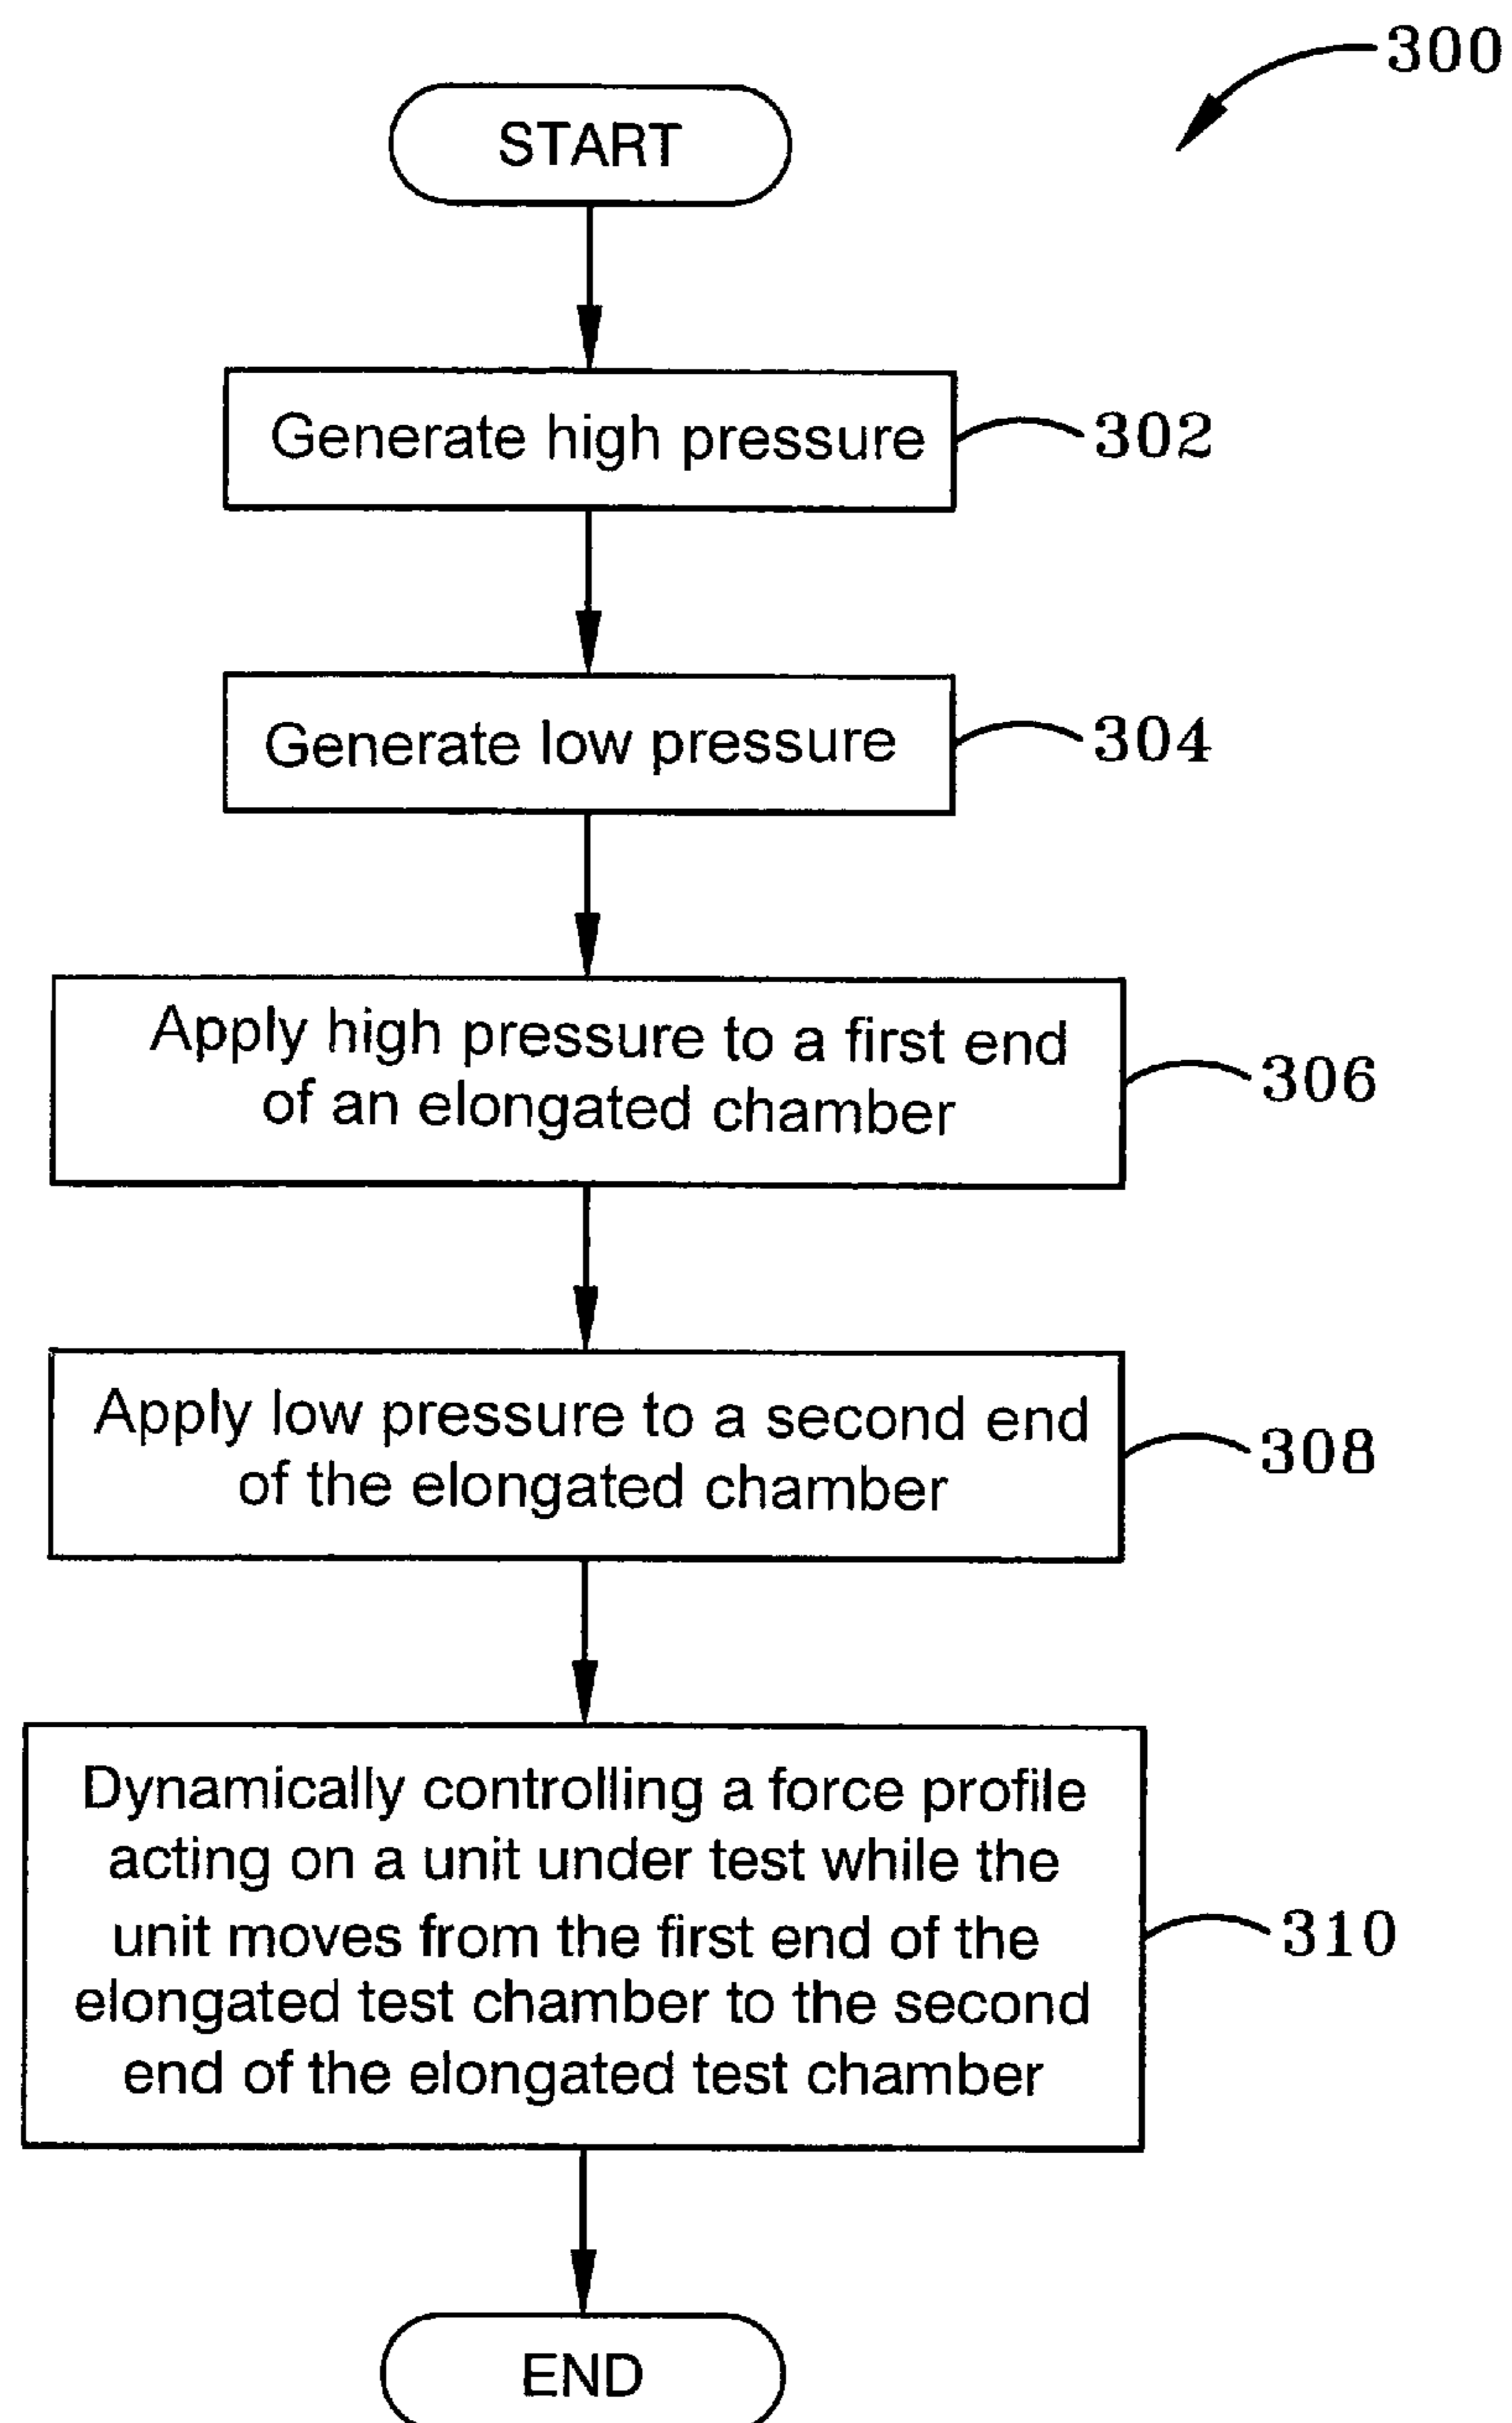 300
START
Generate high pressure
302
Generate low pressure
304
Apply high pressure to a first end
of an elongated chamber
306
Apply low pressure to a second end
of the elongated chamber
308
Dynamically controlling a force profile
acting on a unit under test while the
unit moves from the first end of the
elongated test chamber to the second
end of the elongated test chamber
310
END